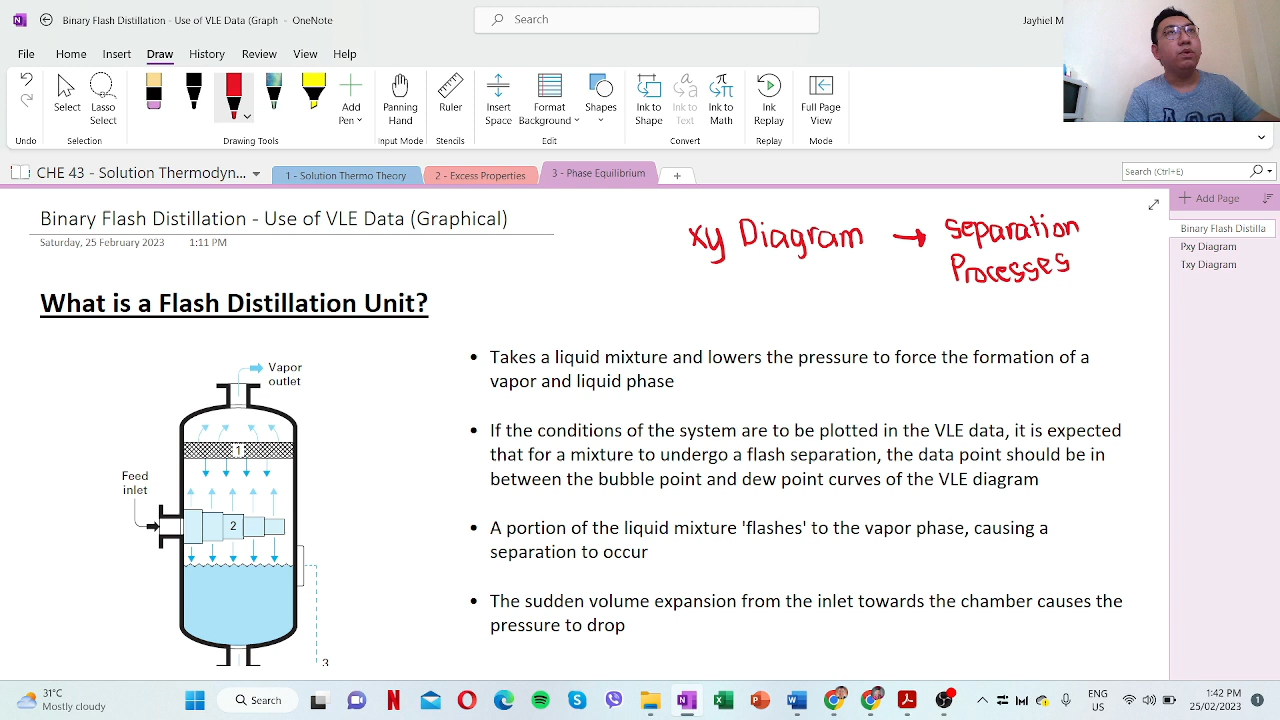 Binary Flash Distillation - Use of VLE Data (Graph - OneNote
Search
Jayhiel M
File Home Insert Draw History Review View Help
Select
Lasso Select
Add Pen
Panning Hand
Ruler
Insert Space
Format Background
Shapes
Ink to Shape
Ink to Text
Ink to Math
Ink Replay
Full Page View
Undo Selection Drawing Tools Input Mode Stencils Edit Convert Replay Mode
CHE 43 - Solution Thermodyn...
1 - Solution Thermo Theory
2 - Excess Properties
3 - Phase Equilibrium
+
Search (Ctrl+E)
Add Page
Binary Flash Distilla
Pxy Diagram
Txy Diagram
Binary Flash Distillation - Use of VLE Data (Graphical)
Saturday, 25 February 2023 1:11 PM
xy Diagram → separation
Processes
What is a Flash Distillation Unit?
Vapor
outlet
1
Feed
inlet
2
3
• Takes a liquid mixture and lowers the pressure to force the formation of a
vapor and liquid phase
• If the conditions of the system are to be plotted in the VLE data, it is expected
that for a mixture to undergo a flash separation, the data point should be in
between the bubble point and dew point curves of the VLE diagram
• A portion of the liquid mixture 'flashes' to the vapor phase, causing a
separation to occur
• The sudden volume expansion from the inlet towards the chamber causes the
pressure to drop
31°C
Mostly cloudy
Search
ENG
US
1:42 PM
25/02/2023
1